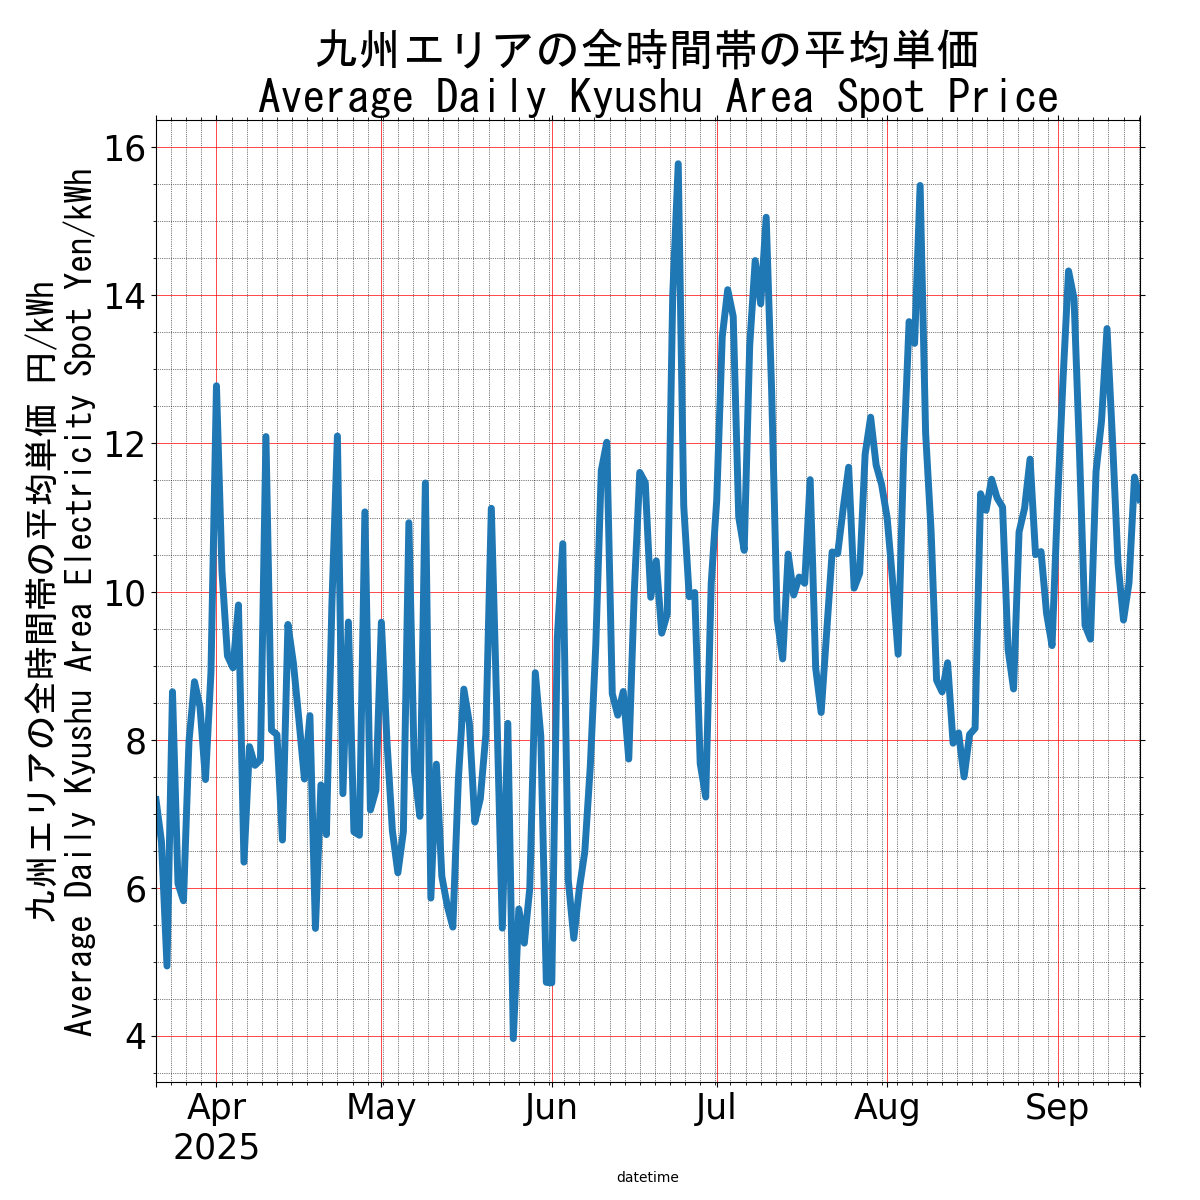 九州エリアの全時間帯の平均単価
Average Daily Kyushu Area Spot Price
九州エリアの全時間帯の平均単価 円/kWh
Average Daily Kyushu Area Electricity Spot Yen/kWh
16
14
12
10
8
6
4
Apr
2025
May
Jun
Jul
Aug
Sep
datetime